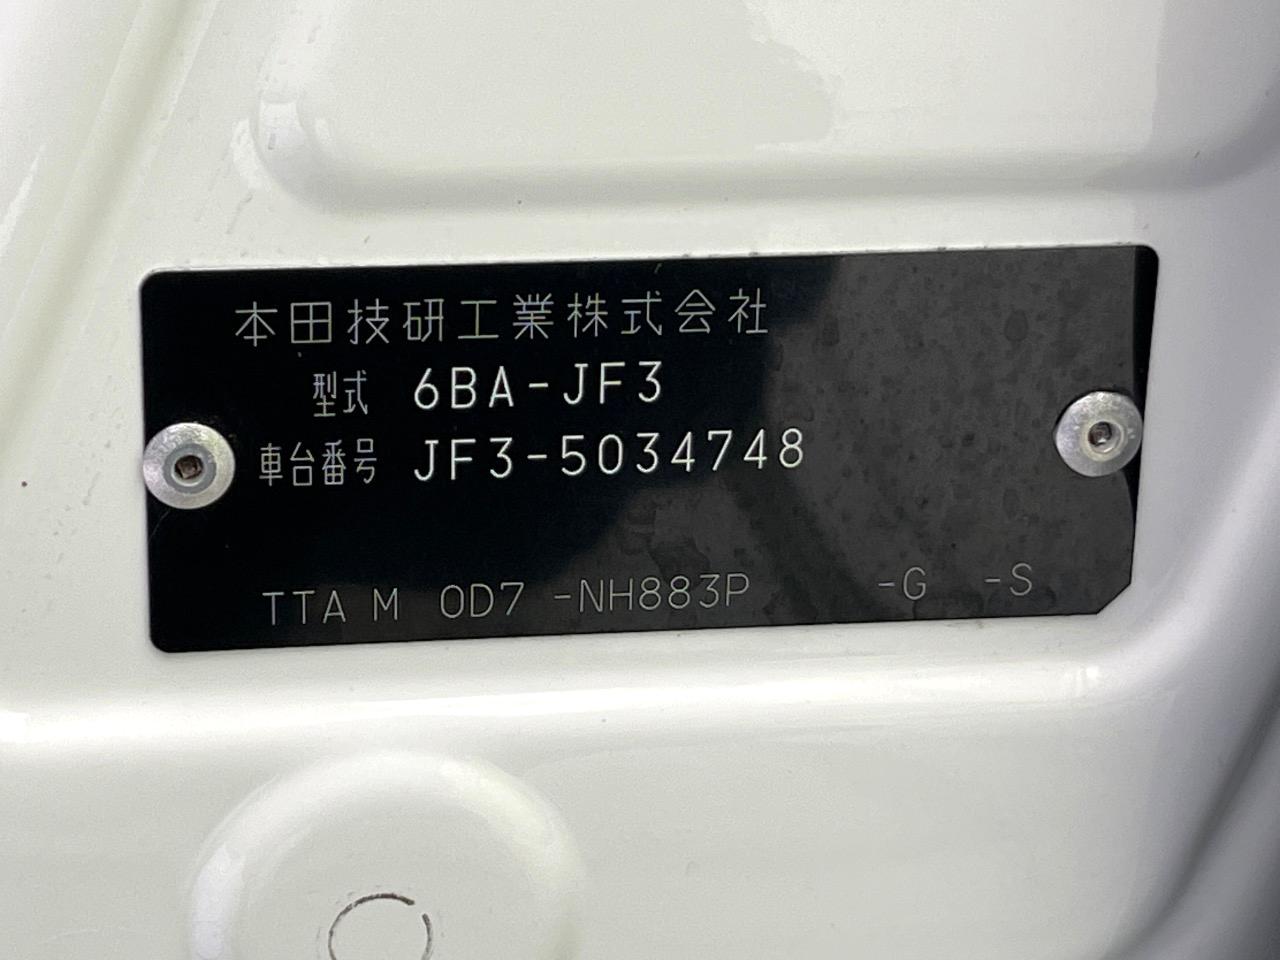 本田技研工業株式会社
型式 6BA-JF3
車台番号 JF3-5034748
TTA M 0D7 -NH883P -G -S